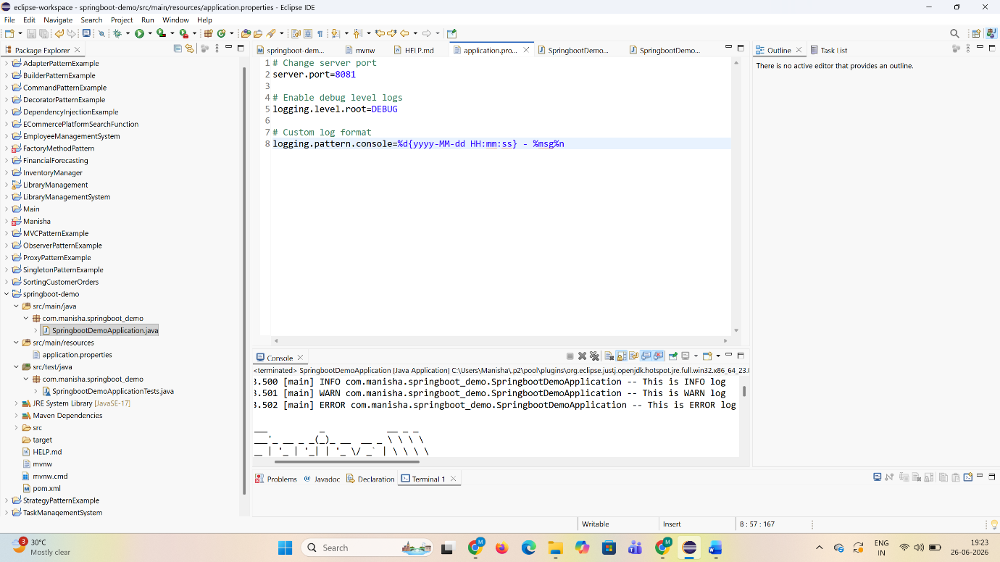 eclipse-workspace - springboot-demo/src/main/resources/application.properties - Eclipse IDE
File Edit Navigate Search Project Run Window Help
Package Explorer
AdapterPatternExample
BuilderPatternExample
CommandPatternExample
DecoratorPatternExample
DependencyInjectionExample
ECommercePlatformSearchFunction
EmployeeManagementSystem
FactoryMethodPattern
FinancialForecasting
InventoryManager
LibraryManagement
LibraryManagementSystem
Main
Manisha
MVCPatternExample
ObserverPatternExample
ProxyPatternExample
SingletonPatternExample
SortingCustomerOrders
springboot-demo
src/main/java
com.manisha.springboot_demo
SpringbootDemoApplication.java
src/main/resources
application.properties
src/test/java
com.manisha.springboot_demo
SpringbootDemoApplicationTests.java
JRE System Library [JavaSE-17]
Maven Dependencies
src
target
HELP.md
mvnw
mvnw.cmd
pom.xml
StrategyPatternExample
TaskManagementSystem
springboot-dem... mvnw HELP.md application.pro... SpringbootDemo... SpringbootDemo...
1 # Change server port
2 server.port=8081
3
4 # Enable debug level logs
5 logging.level.root=DEBUG
6
7 # Custom log format
8 logging.pattern.console=%d{yyyy-MM-dd HH:mm:ss} - %msg%n
Outline Task List
There is no active editor that provides an outline.
Console
<terminated> SpringbootDemoApplication [Java Application] C:\Users\Manisha\.p2\pool\plugins\org.eclipse.justj.openjdk.hotspot.jre.full.win32.x86_64_23.0
3.500 [main] INFO com.manisha.springboot_demo.SpringbootDemoApplication -- This is INFO log
3.501 [main] WARN com.manisha.springboot_demo.SpringbootDemoApplication -- This is WARN log
3.502 [main] ERROR com.manisha.springboot_demo.SpringbootDemoApplication -- This is ERROR log
Problems Javadoc Declaration Terminal 1
Writable Insert 8 : 57 : 167
3
30°C
Mostly clear
Search
ENG
IN
19:23
26-06-2026